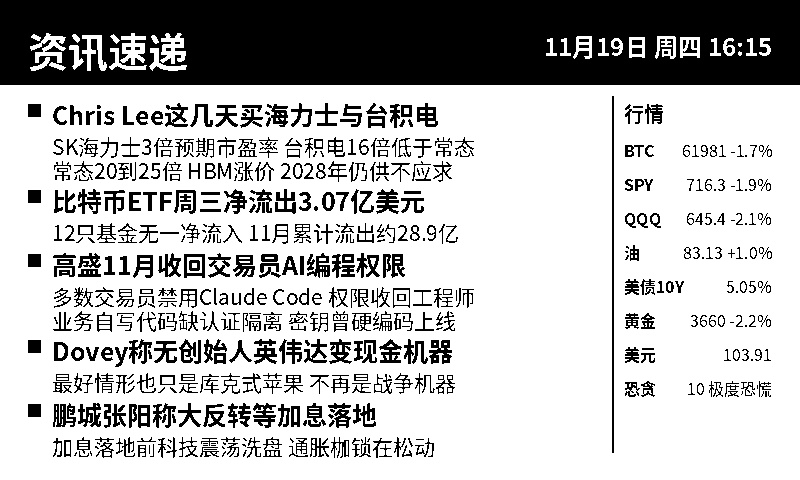 资讯速递
11月19日 周四 16:15
Chris Lee这几天买海力士与台积电
SK海力士3倍预期市盈率 台积电16倍低于常态
常态20到25倍 HBM涨价 2028年仍供不应求
比特币ETF周三净流出3.07亿美元
12只基金无一净流入 11月累计流出约28.9亿
高盛11月收回交易员AI编程权限
多数交易员禁用Claude Code 权限收回工程师
业务自写代码缺认证隔离 密钥曾硬编码上线
Dovey称无创始人英伟达变现金机器
最好情形也只是库克式苹果 不再是战争机器
鹏城张阳称大反转等加息落地
加息落地前科技震荡洗盘 通胀枷锁在松动
行情
BTC 61981 -1.7%
SPY 716.3 -1.9%
QQQ 645.4 -2.1%
油 83.13 +1.0%
美债10Y 5.05%
黄金 3660 -2.2%
美元 103.91
恐贪 10 极度恐慌